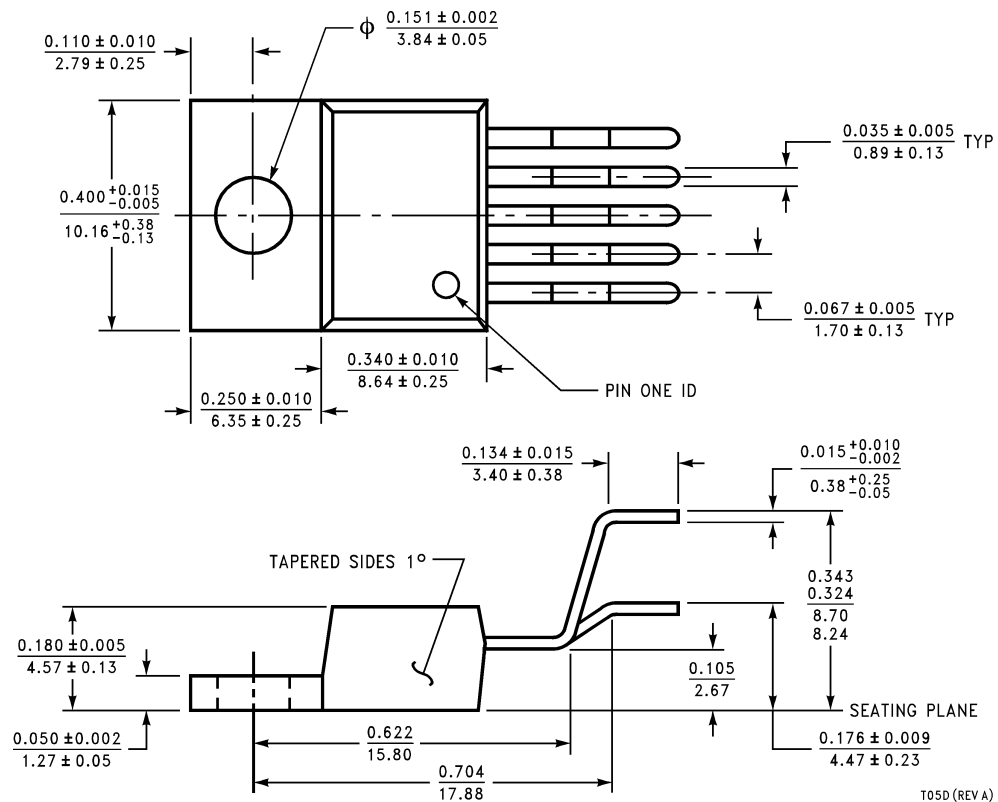 ϕ 0.151 ± 0.002
3.84 ± 0.05
0.110 ± 0.010
2.79 ± 0.25
0.035 ± 0.005 TYP
0.89 ± 0.13
0.400 +0.015 -0.005
10.16 +0.38 -0.13
0.067 ± 0.005 TYP
1.70 ± 0.13
0.340 ± 0.010
8.64 ± 0.25
PIN ONE ID
0.250 ± 0.010
6.35 ± 0.25
0.134 ± 0.015
3.40 ± 0.38
0.015 +0.010 -0.002
0.38 +0.25 -0.05
TAPERED SIDES 1°
0.343
0.324
8.70
8.24
0.180 ± 0.005
4.57 ± 0.13
0.105
2.67
SEATING PLANE
0.050 ± 0.002
1.27 ± 0.05
0.622
15.80
0.176 ± 0.009
4.47 ± 0.23
0.704
17.88
T05D (REV A)